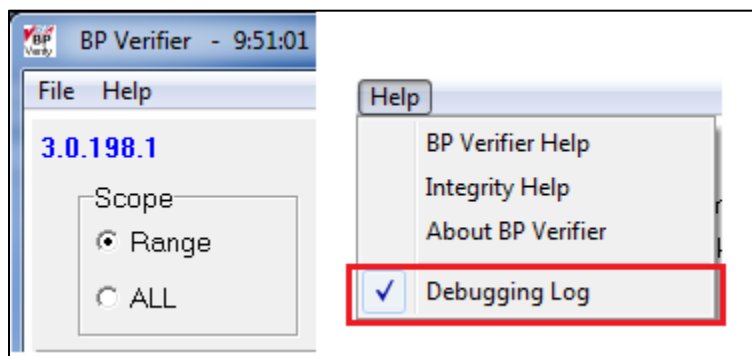 BP Verifier - 9:51:01
File Help
3.0.198.1
Scope
Range
ALL
Help
BP Verifier Help
Integrity Help
About BP Verifier
Debugging Log